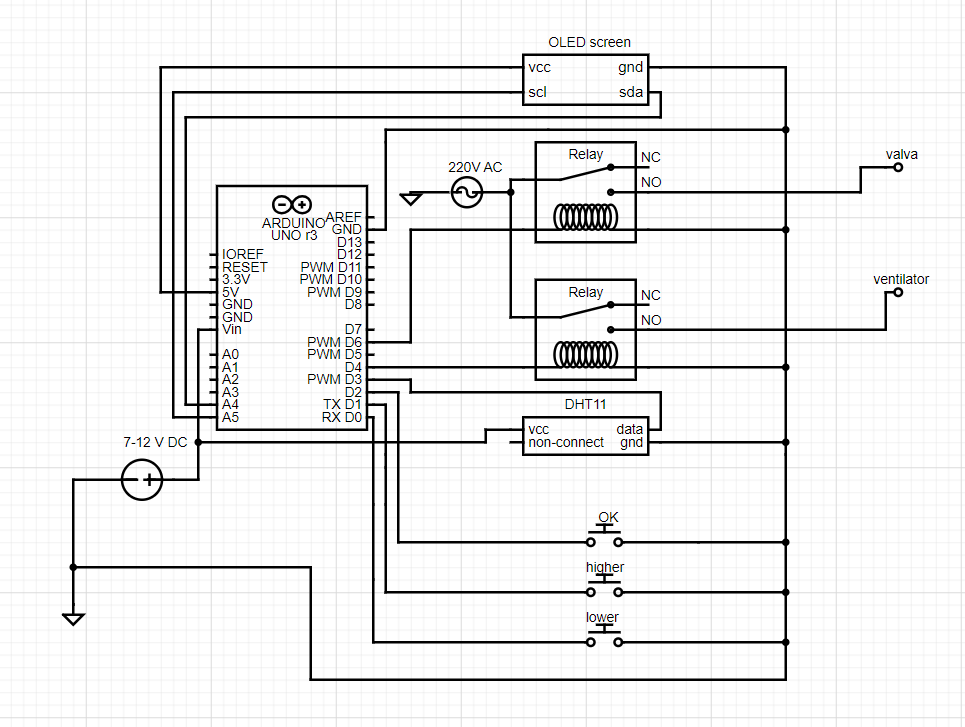 OLED screen
vcc
gnd
scl
sda
220V AC
Relay
NC
NO
valva
ARDUINO
UNO r3
AREF
GND
D13
D12
PWM D11
PWM D10
PWM D9
D8
D7
PWM D6
PWM D5
D4
PWM D3
D2
TX D1
RX D0
IOREF
RESET
3.3V
5V
GND
GND
Vin
A0
A1
A2
A3
A4
A5
Relay
NC
NO
ventilator
DHT11
vcc
data
non-connect
gnd
7-12 V DC
OK
higher
lower